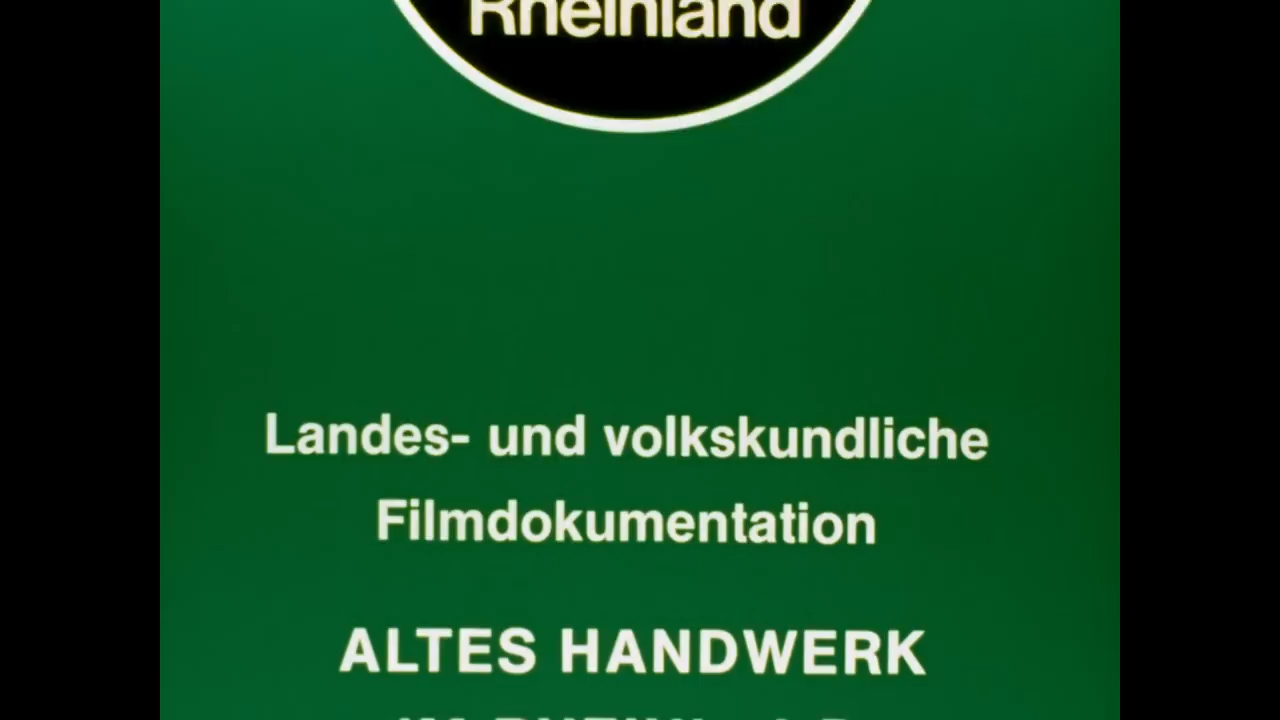 Rheinland
Landes- und volkskundliche
Filmdokumentation
ALTES HANDWERK